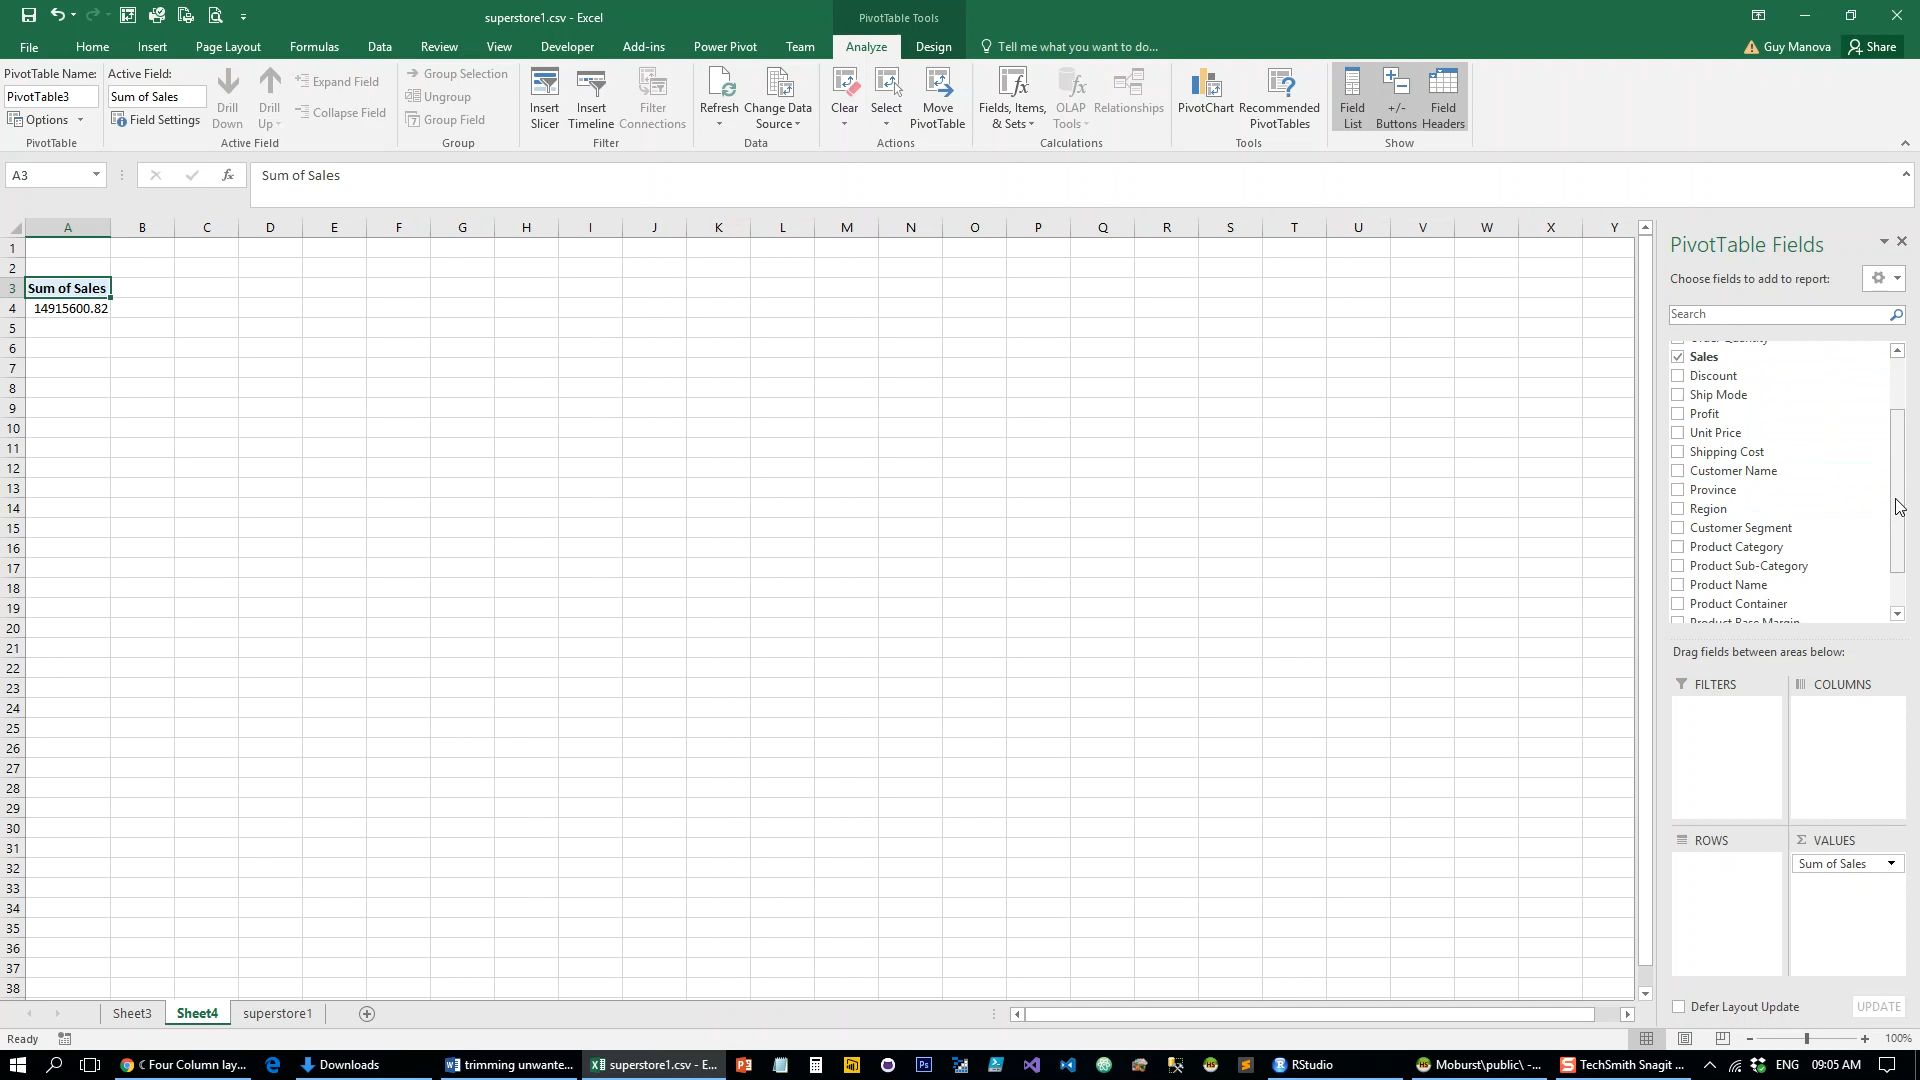 superstore1.csv - Excel
PivotTable Tools
File Home Insert Page Layout Formulas Data Review View Developer Add-ins Power Pivot Team Analyze Design Tell me what you want to do... Guy Manova Share
PivotTable Name: Active Field:
PivotTable3 Sum of Sales
Options Field Settings
Drill Down
Drill Up
Expand Field
Collapse Field
Group Selection
Ungroup
Group Field
Insert Slicer
Insert Timeline
Filter Connections
Refresh
Change Data Source
Clear
Select
Move PivotTable
Fields, Items, & Sets
OLAP Tools
Relationships
PivotChart
Recommended PivotTables
Field List
+/- Buttons
Field Headers
PivotTable Active Field Group Filter Data Actions Calculations Tools Show
A3 fx Sum of Sales
A B C D E F G H I J K L M N O P Q R S T U V W X Y
1
2
3 Sum of Sales
4 14915600.82
5
6
7
8
9
10
11
12
13
14
15
16
17
18
19
20
21
22
23
24
25
26
27
28
29
30
31
32
33
34
35
36
37
38
PivotTable Fields
Choose fields to add to report:
Search
Order Quantity
Sales
Discount
Ship Mode
Profit
Unit Price
Shipping Cost
Customer Name
Province
Region
Customer Segment
Product Category
Product Sub-Category
Product Name
Product Container
Product Base Margin
Drag fields between areas below:
FILTERS COLUMNS
ROWS Σ VALUES
Sum of Sales
Defer Layout Update UPDATE
Sheet3 Sheet4 superstore1
Ready 100%
Four Column lay... Downloads trimming unwante... superstore1.csv - E... RStudio Moburst\public\ -... TechSmith Snagit ... ENG 09:05 AM